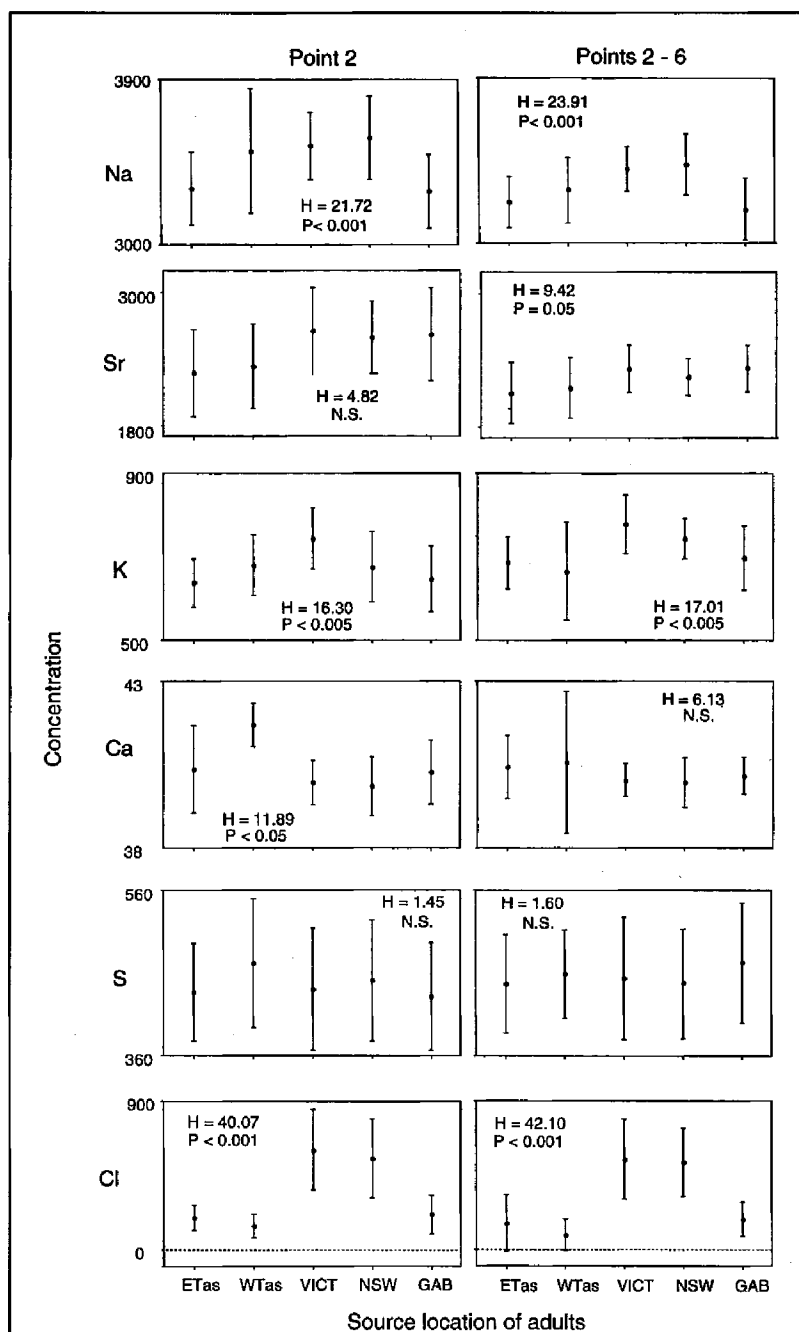 Point 2
Points 2 - 6
3900
Na
3000
H = 21.72
P< 0.001
H = 23.91
P< 0.001
3000
Sr
1800
H = 4.82
N.S.
H = 9.42
P = 0.05
900
K
500
H = 16.30
P < 0.005
H = 17.01
P < 0.005
Concentration
43
Ca
38
H = 11.89
P < 0.05
H = 6.13
N.S.
560
S
360
H = 1.45
N.S.
H = 1.60
N.S.
900
Cl
0
H = 40.07
P < 0.001
H = 42.10
P < 0.001
ETas WTas VICT NSW GAB
ETas WTas VICT NSW GAB
Source location of adults